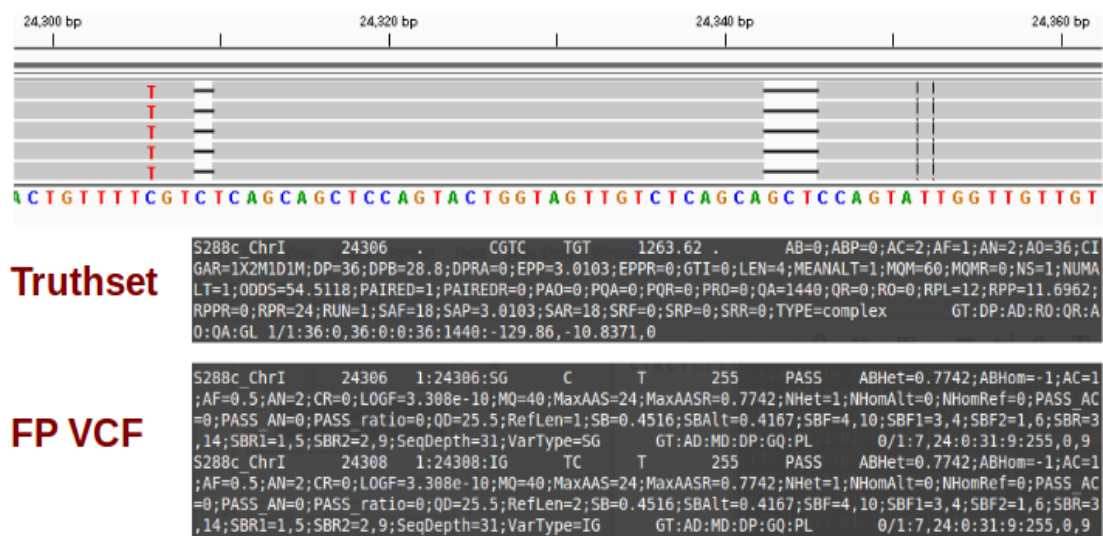 24,300 bp 24,320 bp 24,340 bp 24,360 bp
T
T
T
T
T
A C T G T T T T C G T C T C A G C A G C T C C A G T A C T G G T A G T T G T C T C A G C A G C T C C A G T A T T G G T T G T T G T
Truthset
S288c_ChrI 24306 . CGTC TGT 1263.62 . AB=0;ABP=0;AC=2;AF=1;AN=2;AO=36;CI
GAR=1X2M1D1M;DP=36;DPB=28.8;DPRA=0;EPP=3.0103;EPPR=0;GTI=0;LEN=4;MEANALT=1;MQM=60;MQMR=0;NS=1;NUMA
LT=1;ODDS=54.5118;PAIRED=1;PAIREDR=0;PAO=0;PQA=0;PQR=0;PRO=0;QA=1440;QR=0;RO=0;RPL=12;RPP=11.6962;
RPPR=0;RPR=24;RUN=1;SAF=18;SAP=3.0103;SAR=18;SRF=0;SRP=0;SRR=0;TYPE=complex GT:DP:AD:RO:QR:A
O:QA:GL 1/1:36:0,36:0:0:36:1440:-129.86,-10.8371,0
FP VCF
S288c_ChrI 24306 1:24306:SG C T 255 PASS ABHet=0.7742;ABHom=-1;AC=1
;AF=0.5;AN=2;CR=0;LOGF=3.308e-10;MQ=40;MaxAAS=24;MaxAASR=0.7742;NHet=1;NHomAlt=0;NHomRef=0;PASS_AC
=0;PASS_AN=0;PASS_ratio=0;QD=25.5;RefLen=1;SB=0.4516;SBAlt=0.4167;SBF=4,10;SBF1=3,4;SBF2=1,6;SBR=3
,14;SBR1=1,5;SBR2=2,9;SeqDepth=31;VarType=SG GT:AD:MD:DP:GQ:PL 0/1:7,24:0:31:9:255,0,9
S288c_ChrI 24308 1:24308:IG TC T 255 PASS ABHet=0.7742;ABHom=-1;AC=1
;AF=0.5;AN=2;CR=0;LOGF=3.308e-10;MQ=40;MaxAAS=24;MaxAASR=0.7742;NHet=1;NHomAlt=0;NHomRef=0;PASS_AC
=0;PASS_AN=0;PASS_ratio=0;QD=25.5;RefLen=2;SB=0.4516;SBAlt=0.4167;SBF=4,10;SBF1=3,4;SBF2=1,6;SBR=3
,14;SBR1=1,5;SBR2=2,9;SeqDepth=31;VarType=IG GT:AD:MD:DP:GQ:PL 0/1:7,24:0:31:9:255,0,9